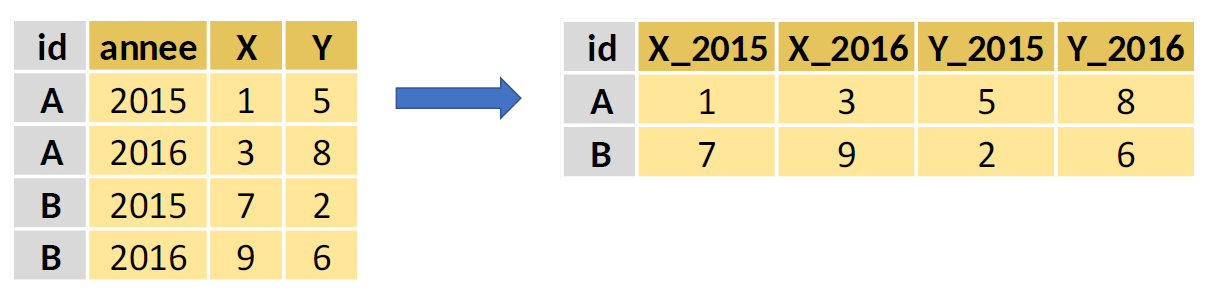 id annee X Y
A 2015 1 5
A 2016 3 8
B 2015 7 2
B 2016 9 6
id X_2015 X_2016 Y_2015 Y_2016
A 1 3 5 8
B 7 9 2 6